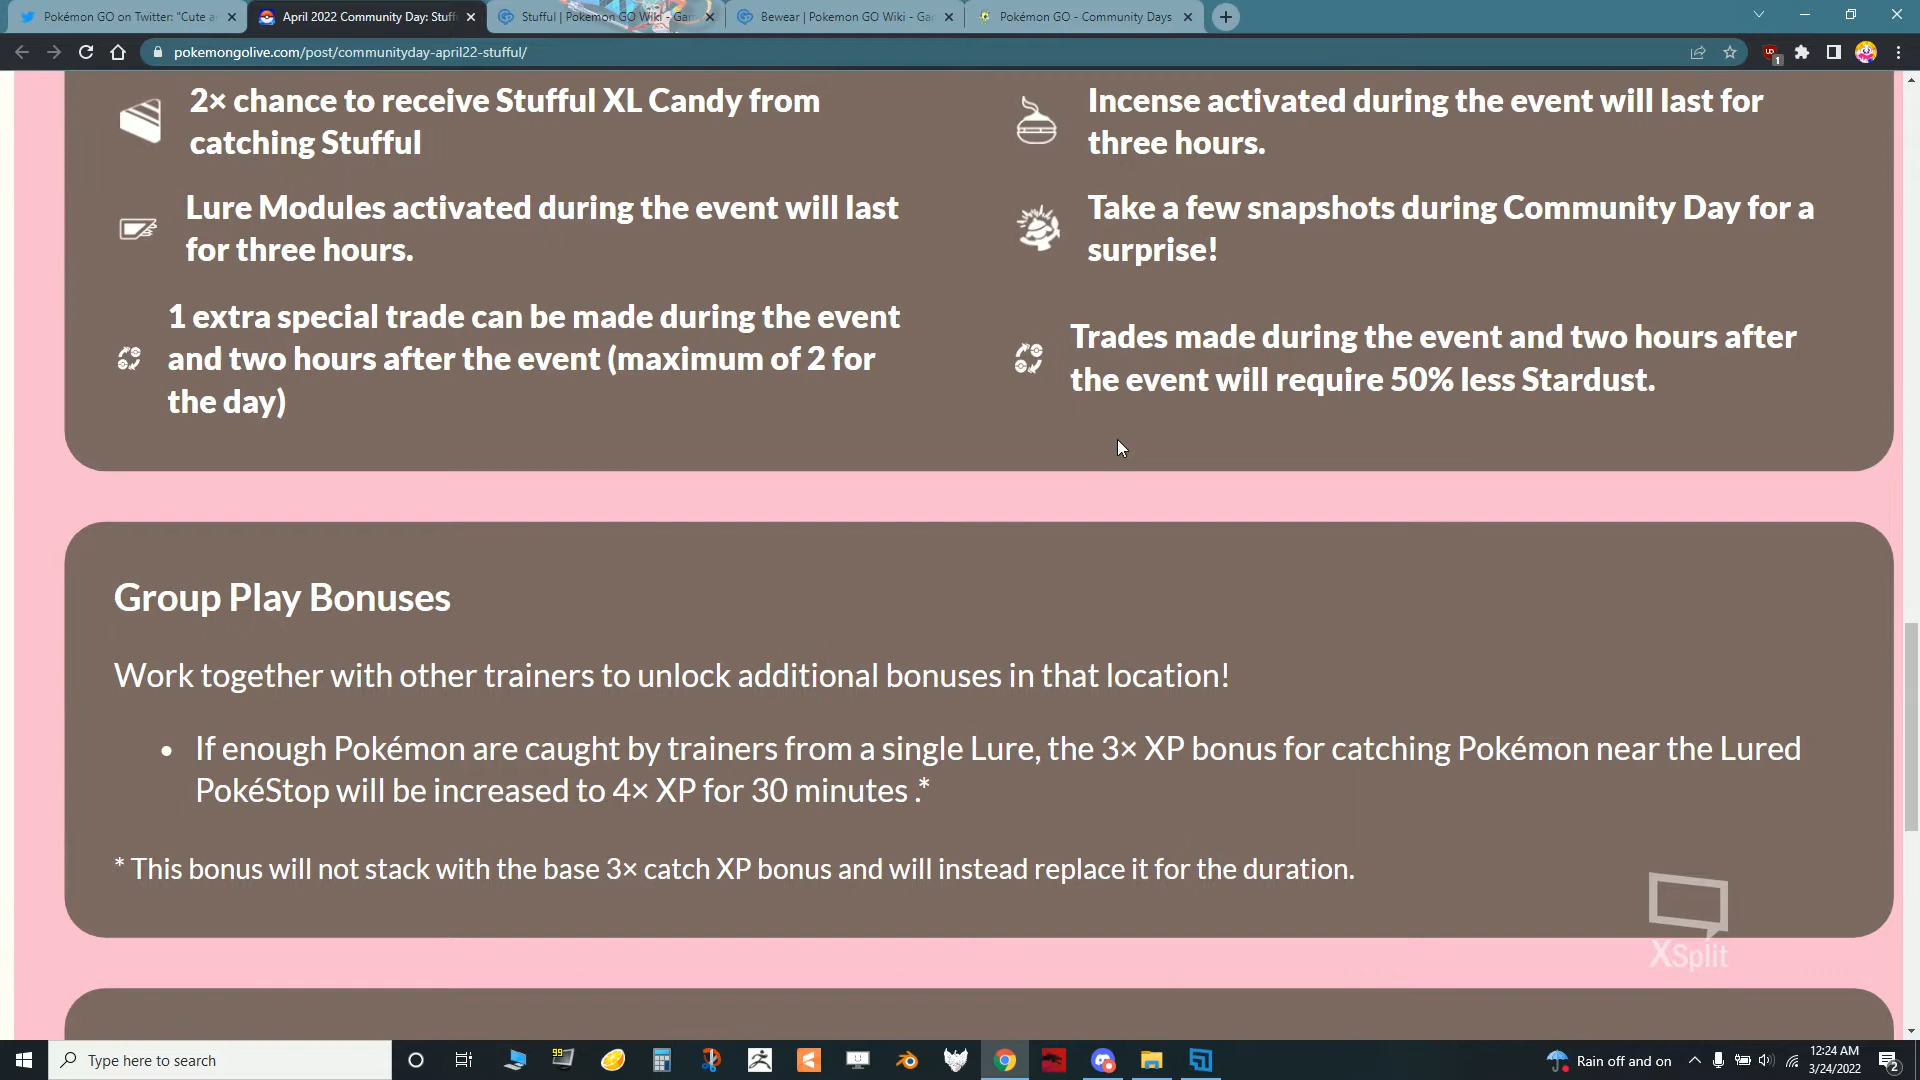 Pokémon GO on Twitter: "Cute a
April 2022 Community Day: Stuff
Stufful | Pokemon GO Wiki - Gam
Bewear | Pokemon GO Wiki - Ga
Pokémon GO - Community Days
pokemongolive.com/post/communityday-april22-stufful/
1
2× chance to receive Stufful XL Candy from
catching Stufful
Incense activated during the event will last for
three hours.
Lure Modules activated during the event will last
for three hours.
Take a few snapshots during Community Day for a
surprise!
1 extra special trade can be made during the event
and two hours after the event (maximum of 2 for
the day)
Trades made during the event and two hours after
the event will require 50% less Stardust.
Group Play Bonuses
Work together with other trainers to unlock additional bonuses in that location!
• If enough Pokémon are caught by trainers from a single Lure, the 3× XP bonus for catching Pokémon near the Lured
PokéStop will be increased to 4× XP for 30 minutes .*
* This bonus will not stack with the base 3× catch XP bonus and will instead replace it for the duration.
XSplit
Type here to search
99
Rain off and on
12:24 AM
3/24/2022
2